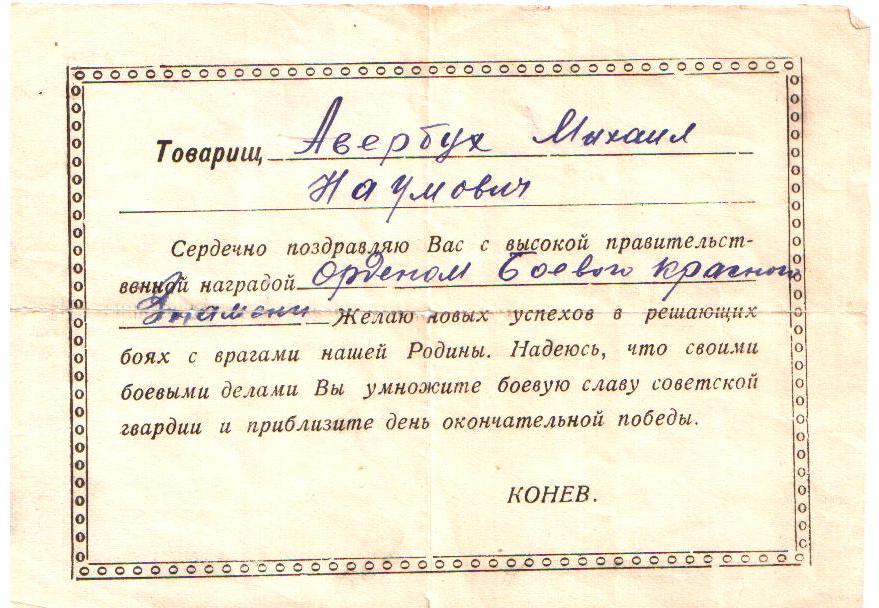 Товарищ Авербух Михаил
Наумович
Сердечно поздравляю Вас с высокой правительст-
венной наградой орденом Боевого Красного
Знамени Желаю новых успехов в решающих
боях с врагами нашей Родины. Надеюсь, что своими
боевыми делами Вы умножите боевую славу советской
гвардии и приблизите день окончательной победы.
КОНЕВ.